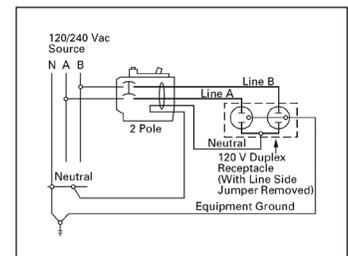 120/240 Vac
Source
N A B
Line B
Line A
2 Pole
Neutral
120 V Duplex
Receptacle
(With Line Side
Jumper Removed)
Neutral
Equipment Ground